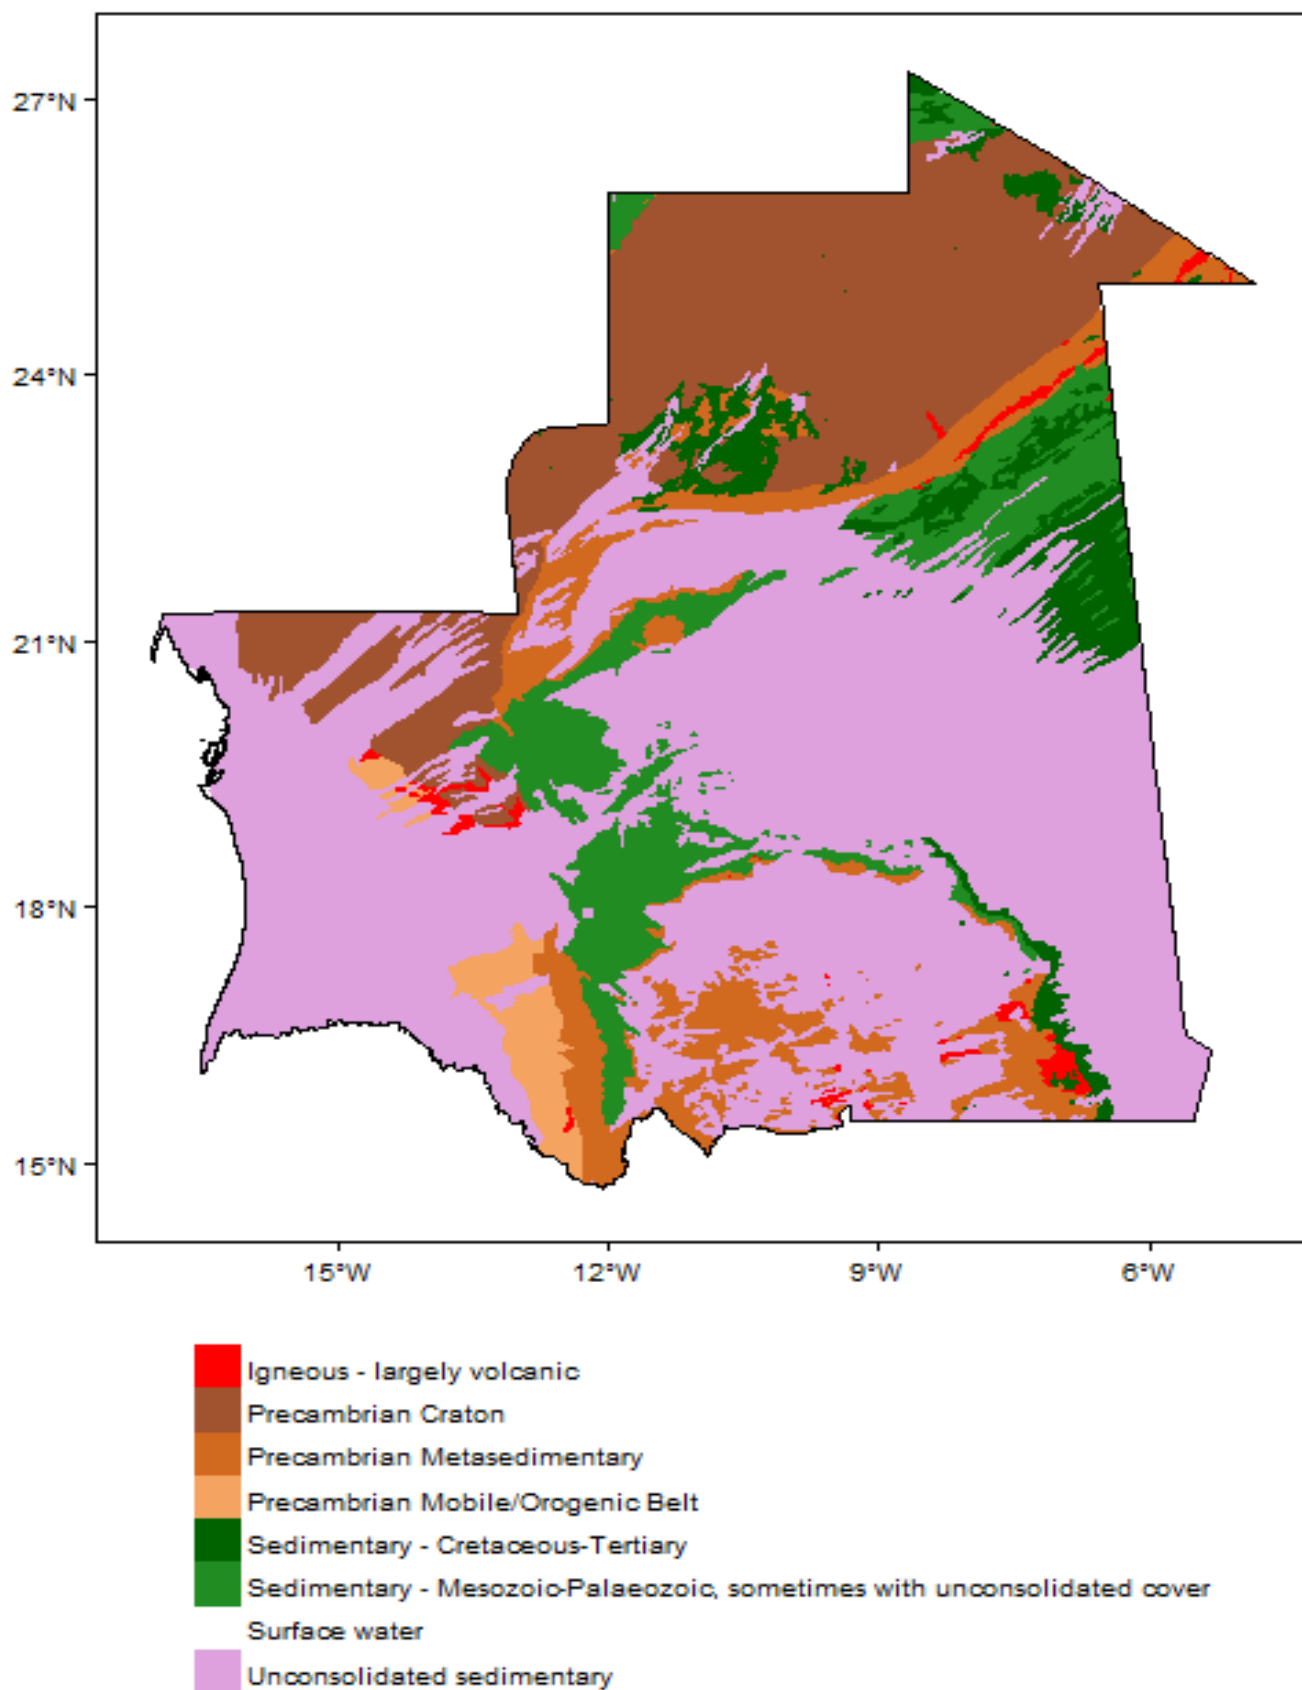 27°N
24°N
21°N
18°N
15°N
15°W 12°W 9°W 6°W
Igneous - largely volcanic
Precambrian Craton
Precambrian Metasedimentary
Precambrian Mobile/Orogenic Belt
Sedimentary - Cretaceous-Tertiary
Sedimentary - Mesozoic-Palaeozoic, sometimes with unconsolidated cover
Surface water
Unconsolidated sedimentary